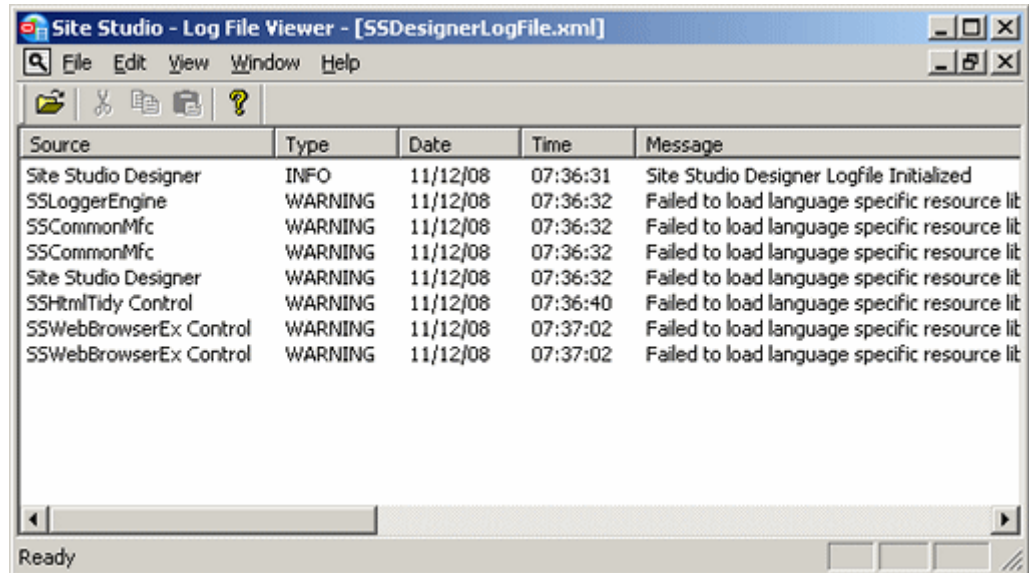 Site Studio - Log File Viewer - [SSDesignerLogFile.xml]
File Edit View Window Help
Source Type Date Time Message
Site Studio Designer INFO 11/12/08 07:36:31 Site Studio Designer Logfile Initialized
SSLoggerEngine WARNING 11/12/08 07:36:32 Failed to load language specific resource lib
SSCommonMfc WARNING 11/12/08 07:36:32 Failed to load language specific resource lib
SSCommonMfc WARNING 11/12/08 07:36:32 Failed to load language specific resource lib
Site Studio Designer WARNING 11/12/08 07:36:32 Failed to load language specific resource lib
SSHtmlTidy Control WARNING 11/12/08 07:36:40 Failed to load language specific resource lib
SSWebBrowserEx Control WARNING 11/12/08 07:37:02 Failed to load language specific resource lib
SSWebBrowserEx Control WARNING 11/12/08 07:37:02 Failed to load language specific resource lib
Ready